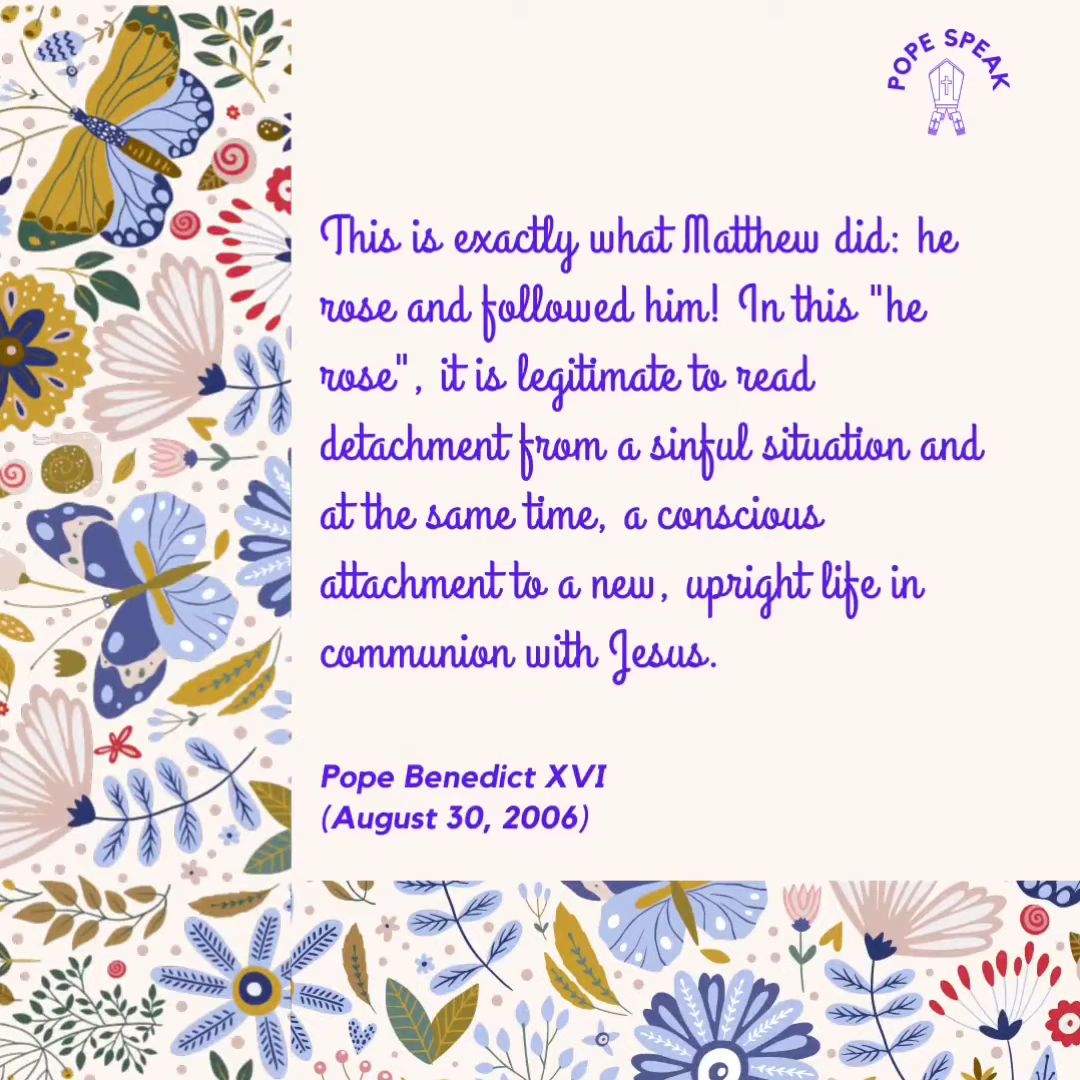 POPE SPEAK
This is exactly what Matthew did: he
rose and followed him! In this "he
rose", it is legitimate to read
detachment from a sinful situation and
at the same time, a conscious
attachment to a new, upright life in
communion with Jesus.
Pope Benedict XVI
(August 30, 2006)